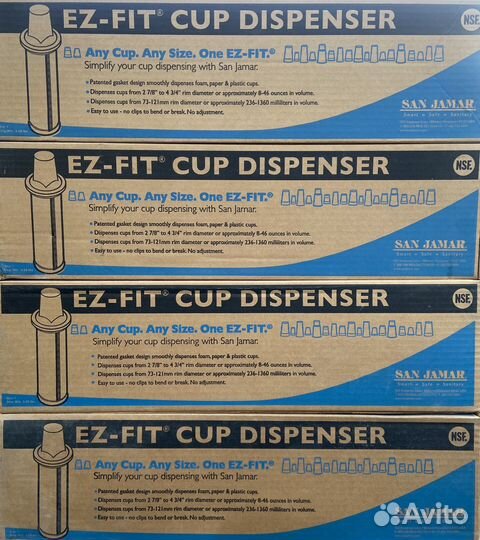 EZ-FIT® CUP DISPENSER
NSF.
Any Cup. Any Size. One EZ-FIT.®
Simplify your cup dispensing with San Jamar.
• Patented gasket design smoothly dispenses foam, paper & plastic cups.
• Dispenses cups from 2 7/8" to 4 3/4" rim diameter or approximately 8-46 ounces in volume.
• Dispenses cups from 73-121mm rim diameter or approximately 236-1360 milliliters in volume.
• Easy to use - no clips to bend or break. No adjustment.
SAN JAMAR
Smart • Safe • Sanitary
EZ-FIT® CUP DISPENSER
NSF.
Any Cup. Any Size. One EZ-FIT.®
Simplify your cup dispensing with San Jamar.
• Patented gasket design smoothly dispenses foam, paper & plastic cups.
• Dispenses cups from 2 7/8" to 4 3/4" rim diameter or approximately 8-46 ounces in volume.
• Dispenses cups from 73-121mm rim diameter or approximately 236-1360 milliliters in volume.
• Easy to use - no clips to bend or break. No adjustment.
SAN JAMAR
Smart • Safe • Sanitary
EZ-FIT® CUP DISPENSER
NSF.
Any Cup. Any Size. One EZ-FIT.®
Simplify your cup dispensing with San Jamar.
• Patented gasket design smoothly dispenses foam, paper & plastic cups.
• Dispenses cups from 2 7/8" to 4 3/4" rim diameter or approximately 8-46 ounces in volume.
• Dispenses cups from 73-121mm rim diameter or approximately 236-1360 milliliters in volume.
• Easy to use - no clips to bend or break. No adjustment.
SAN JAMAR
Smart • Safe • Sanitary
EZ-FIT® CUP DISPENSER
NSF.
Any Cup. Any Size. One EZ-FIT.®
Simplify your cup dispensing with San Jamar.
• Patented gasket design smoothly dispenses foam, paper & plastic cups.
• Dispenses cups from 2 7/8" to 4 3/4" rim diameter or approximately 8-46 ounces in volume.
• Dispenses cups from 73-121mm rim diameter or approximately 236-1360 milliliters in volume.
• Easy to use - no clips to bend or break. No adjustment.
SAN JAMAR
Avito